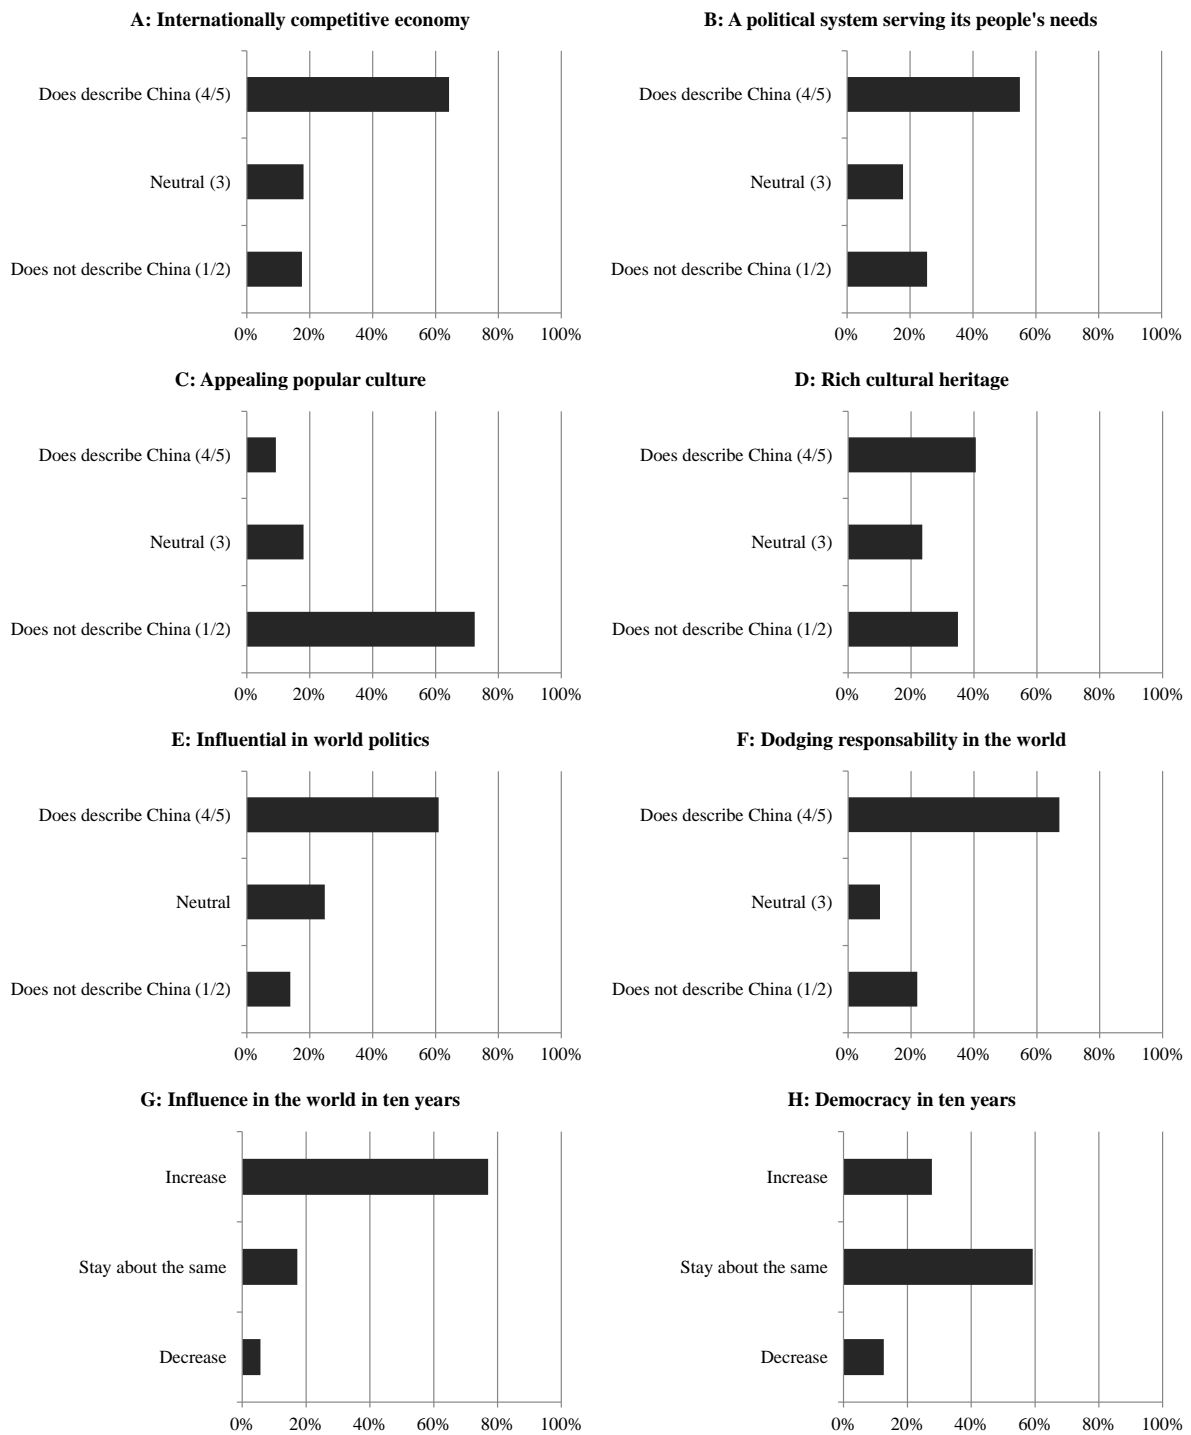 A: Internationally competitive economy
Does describe China (4/5)
Neutral (3)
Does not describe China (1/2)
0% 20% 40% 60% 80% 100%
B: A political system serving its people's needs
Does describe China (4/5)
Neutral (3)
Does not describe China (1/2)
0% 20% 40% 60% 80% 100%
C: Appealing popular culture
Does describe China (4/5)
Neutral (3)
Does not describe China (1/2)
0% 20% 40% 60% 80% 100%
D: Rich cultural heritage
Does describe China (4/5)
Neutral (3)
Does not describe China (1/2)
0% 20% 40% 60% 80% 100%
E: Influential in world politics
Does describe China (4/5)
Neutral
Does not describe China (1/2)
0% 20% 40% 60% 80% 100%
F: Dodging responsability in the world
Does describe China (4/5)
Neutral (3)
Does not describe China (1/2)
0% 20% 40% 60% 80% 100%
G: Influence in the world in ten years
Increase
Stay about the same
Decrease
0% 20% 40% 60% 80% 100%
H: Democracy in ten years
Increase
Stay about the same
Decrease
0% 20% 40% 60% 80% 100%